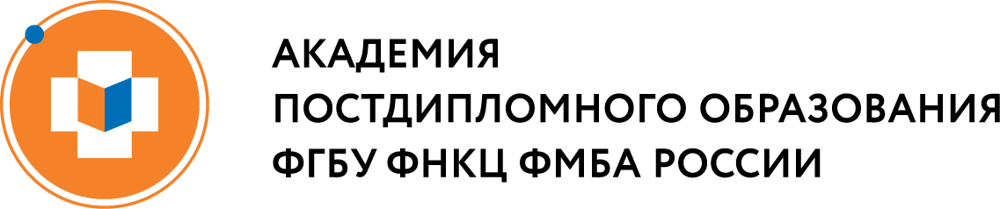 АКАДЕМИЯ
ПОСТДИПЛОМНОГО ОБРАЗОВАНИЯ
ФГБУ ФНКЦ ФМБА РОССИИ